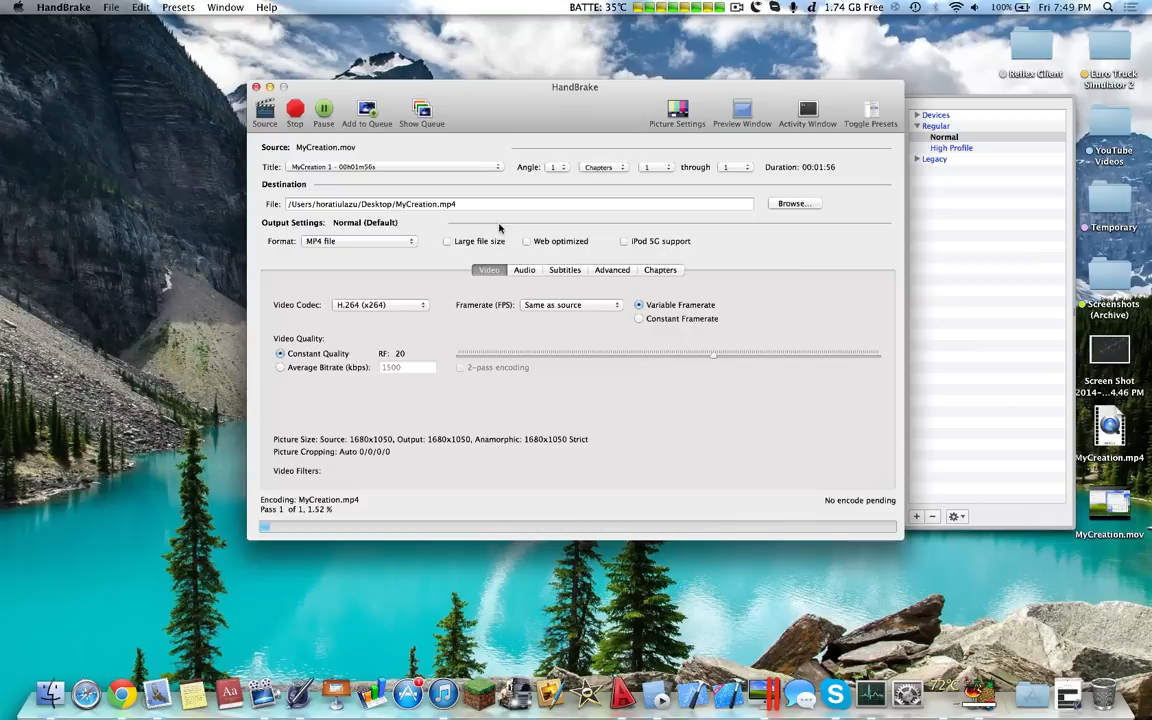 HandBrake File Edit Presets Window Help BATTE: 35℃ 1.74 GB Free 100% Fri 7:49 PM
HandBrake
Source Stop Pause Add to Queue Show Queue Picture Settings Preview Window Activity Window Toggle Presets
Source: MyCreation.mov
Title: MyCreation 1 - 00h01m56s Angle: 1 Chapters 1 through 1 Duration: 00:01:56
Destination
File: /Users/horatiulazu/Desktop/MyCreation.mp4 Browse...
Output Settings: Normal (Default)
Format: MP4 file Large file size Web optimized iPod 5G support
Video Audio Subtitles Advanced Chapters
Video Codec: H.264 (x264) Framerate (FPS): Same as source Variable Framerate
Constant Framerate
Video Quality:
Constant Quality RF: 20
Average Bitrate (kbps): 1500 2-pass encoding
Picture Size: Source: 1680x1050, Output: 1680x1050, Anamorphic: 1680x1050 Strict
Picture Cropping: Auto 0/0/0/0
Video Filters:
Encoding: MyCreation.mp4 No encode pending
Pass 1 of 1, 1.52 %
Devices
Regular
Normal
High Profile
Legacy
Reflex Client
Euro Truck
Simulator 2
YouTube
Videos
Temporary
Screenshots
(Archive)
Screen Shot
2014-...4.46 PM
MyCreation.mp4
MyCreation.mov
72°C